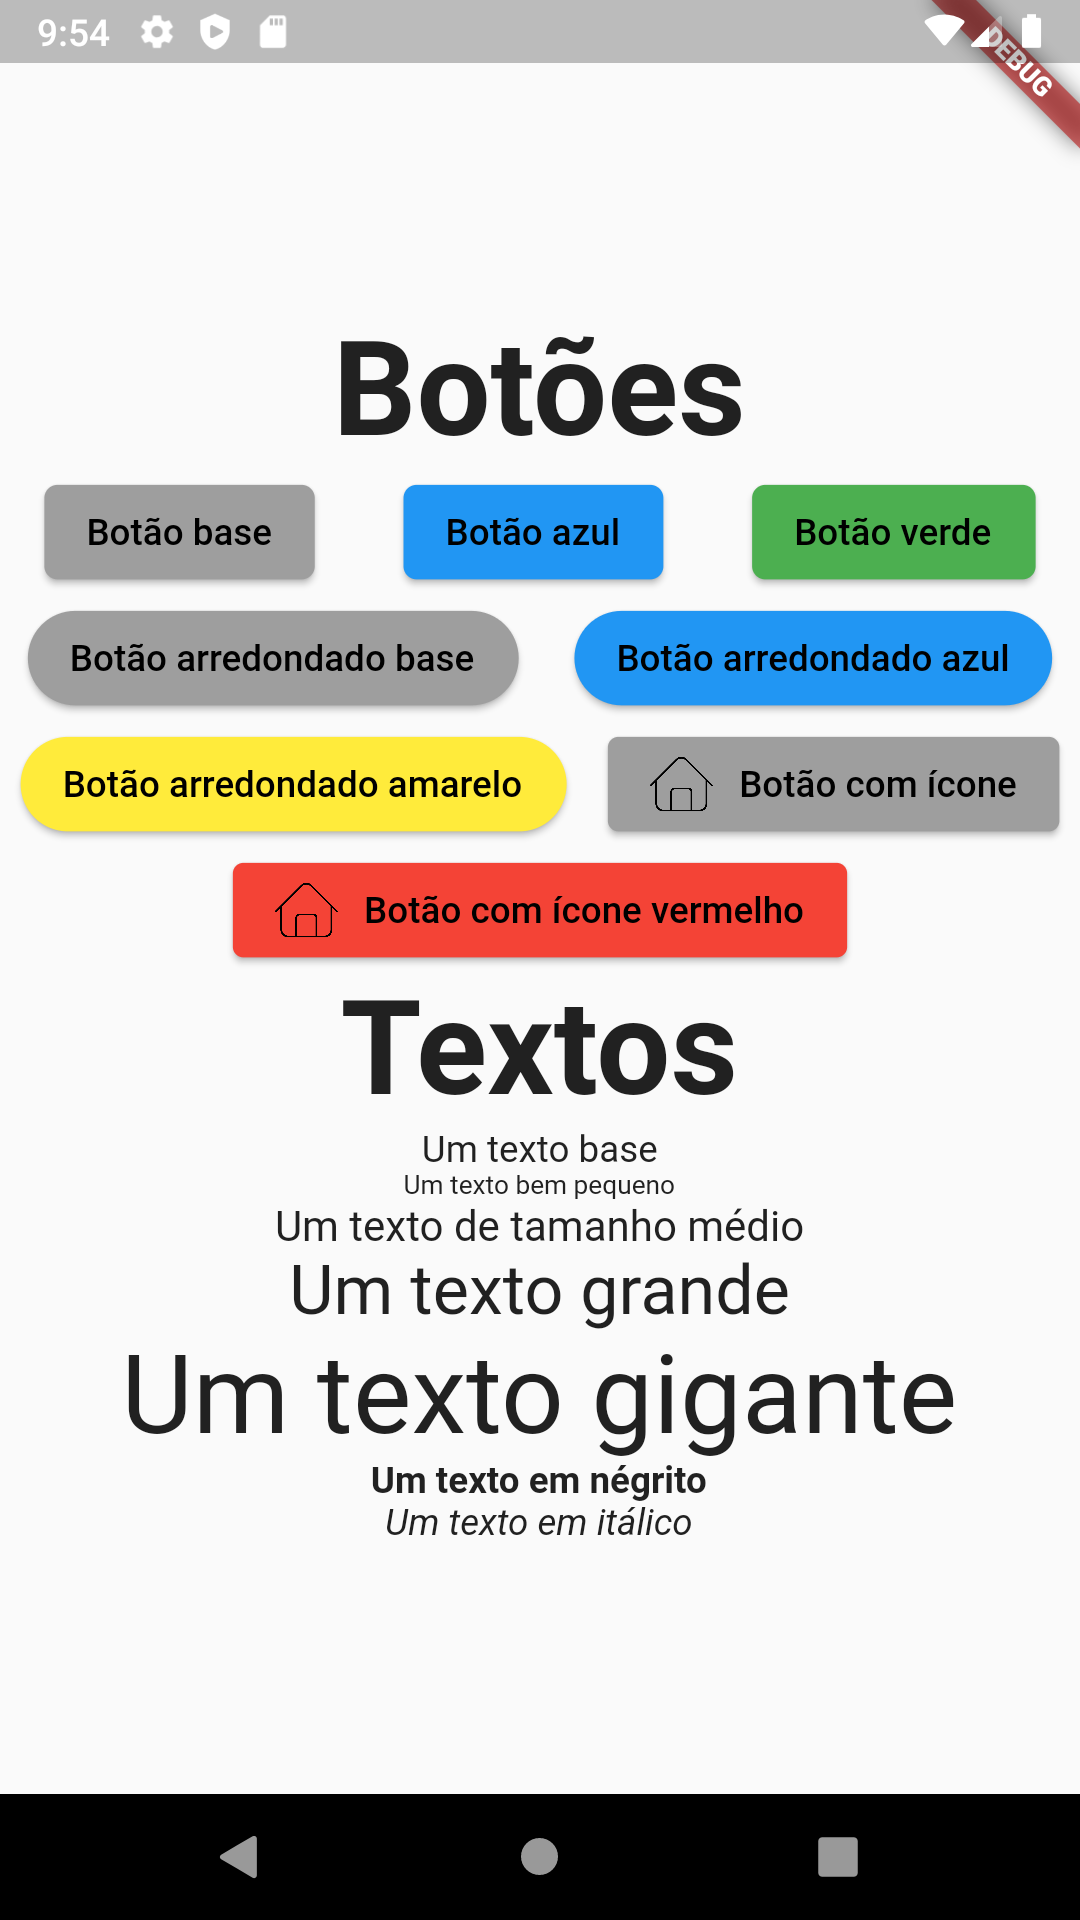 9:54
DEBUG
Botões
Botão base Botão azul Botão verde
Botão arredondado base Botão arredondado azul
Botão arredondado amarelo Botão com ícone
Botão com ícone vermelho
Textos
Um texto base
Um texto bem pequeno
Um texto de tamanho médio
Um texto grande
Um texto gigante
Um texto em négrito
Um texto em itálico